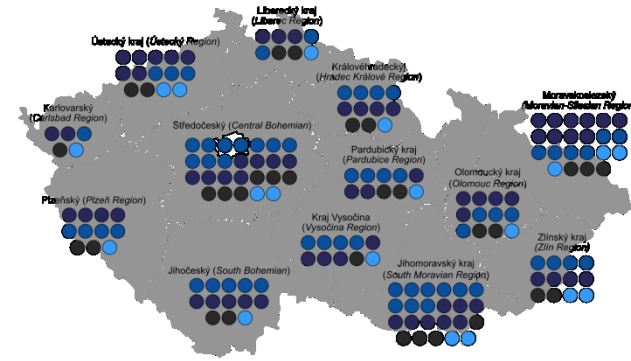 Liberecký kraj
(Liberec Region)
Ústecký kraj (Ústecký Region)
Královéhradecký
(Hradec Králové Region)
Karlovarský
(Carlsbad Region)
Středočeský (Central Bohemian)
Moravskoslezský
(Moravian-Silesian Region
Pardubický kraj
(Pardubice Region)
Olomoucký kraj
(Olomouc Region)
Plzeňský (Plzeň Region)
Kraj Vysočina
(Vysočina Region)
Zlínský kraj
(Zlín Region)
Jihočeský (South Bohemian)
Jihomoravský kraj
(South Moravian Region)